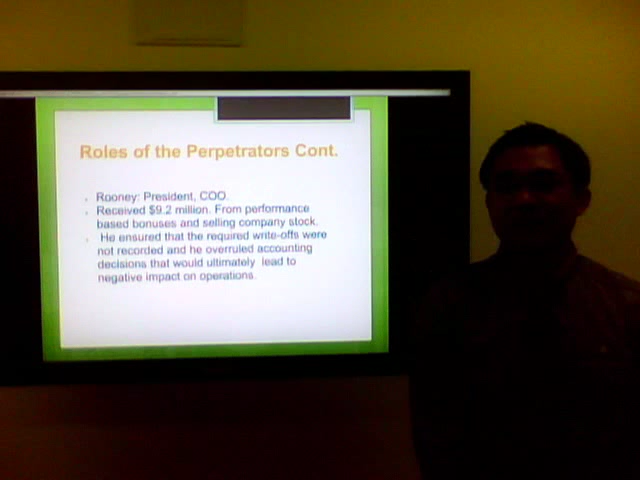 Roles of the Perpetrators Cont.
Rooney: President, COO.
Received $9.2 million. From performance
based bonuses and selling company stock.
He ensured that the required write-offs were
not recorded and he overruled accounting
decisions that would ultimately lead to
negative impact on operations.